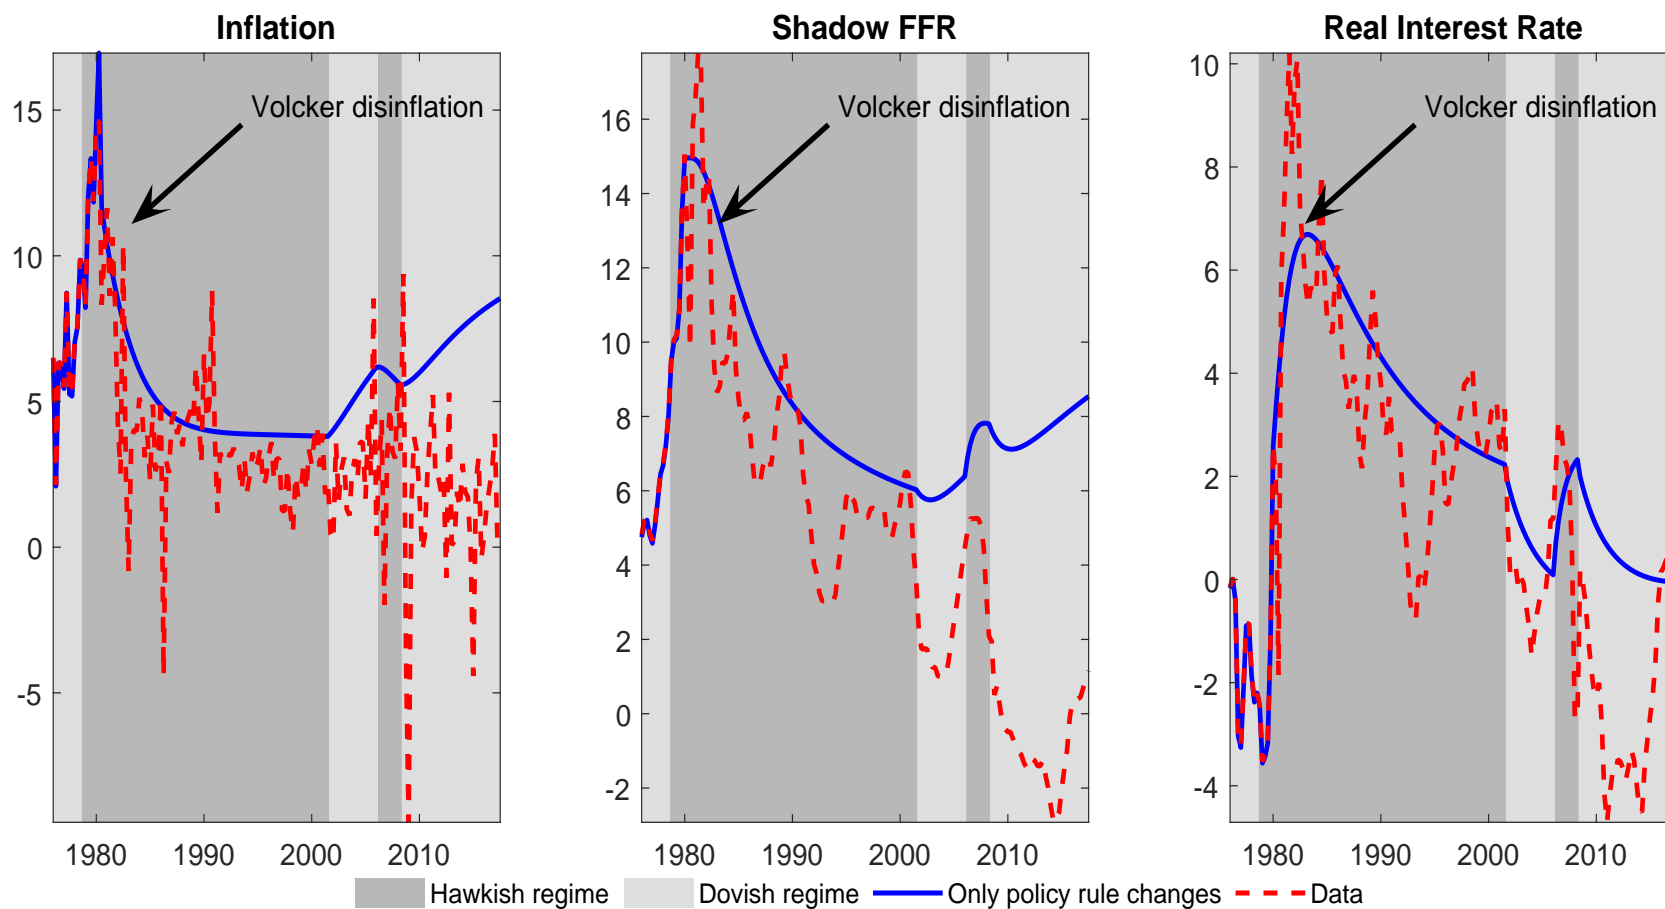 Inflation
Shadow FFR
Real Interest Rate
Volcker disinflation
Volcker disinflation
Volcker disinflation
15
10
5
0
-5
1980 1990 2000 2010
16
14
12
10
8
6
4
2
0
-2
1980 1990 2000 2010
10
8
6
4
2
0
-2
-4
1980 1990 2000 2010
Hawkish regime Dovish regime Only policy rule changes Data